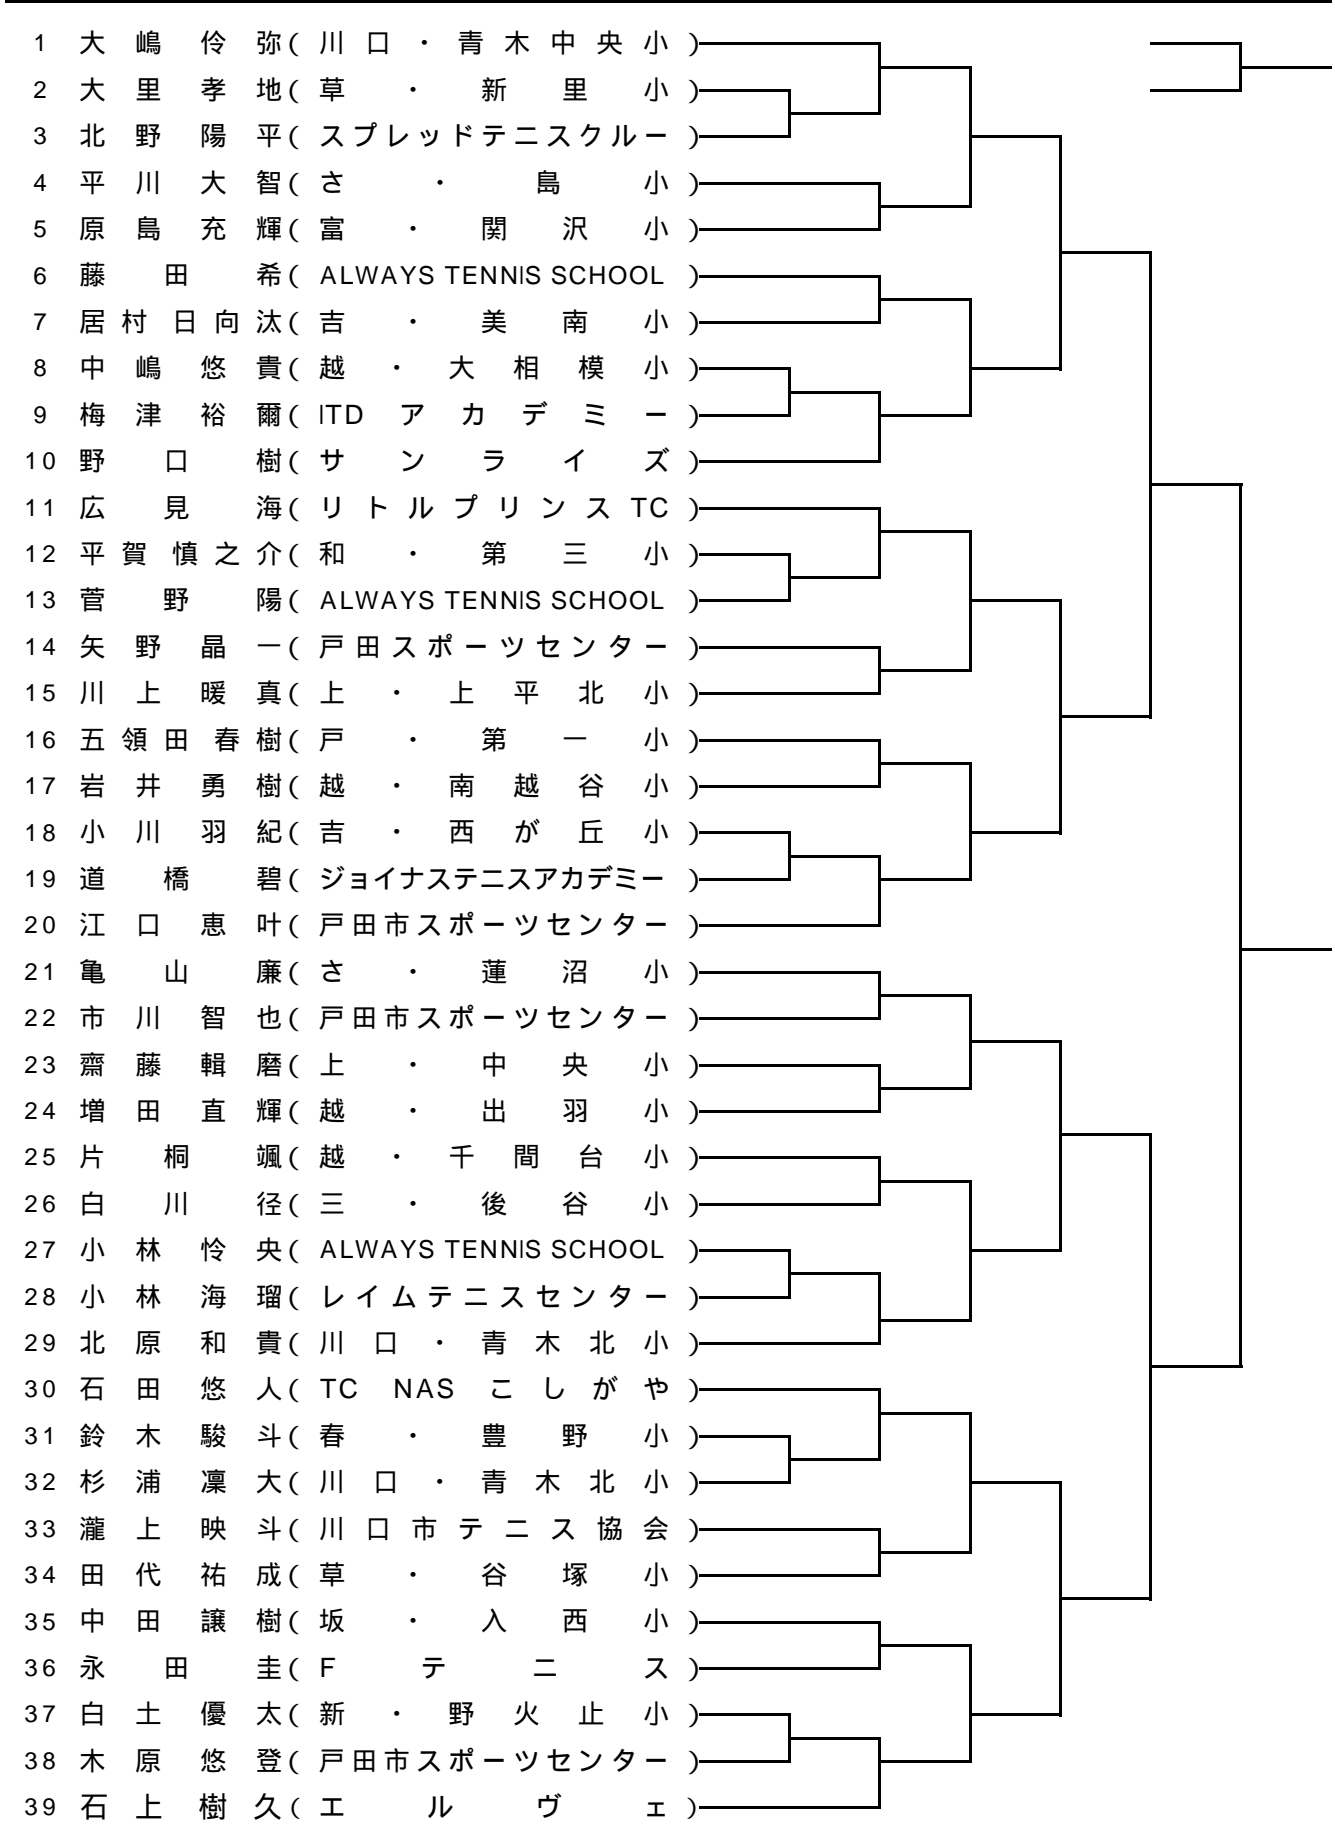 1 大嶋伶弥(川口・青木中央小)
2 大里孝地(草・新里小)
3 北野陽平(スプレッドテニスクルー)
4 平川大智(さ・島小)
5 原島充輝(富・関沢小)
6 藤田希(ALWAYS TENNIS SCHOOL)
7 居村日向汰(吉・美南小)
8 中嶋悠貴(越・大相模小)
9 梅津裕爾(ITDアカデミー)
10 野口樹(サンライズ)
11 広見海(リトルプリンスTC)
12 平賀慎之介(和・第三小)
13 菅野陽(ALWAYS TENNIS SCHOOL)
14 矢野晶一(戸田スポーツセンター)
15 川上暖真(上・上平北小)
16 五領田春樹(戸・第一小)
17 岩井勇樹(越・南越谷小)
18 小川羽紀(吉・西が丘小)
19 道橋碧(ジョイナステニスアカデミー)
20 江口恵叶(戸田市スポーツセンター)
21 亀山廉(さ・蓮沼小)
22 市川智也(戸田市スポーツセンター)
23 齋藤輯磨(上・中央小)
24 増田直輝(越・出羽小)
25 片桐颯(越・千間台小)
26 白川径(三・後谷小)
27 小林怜央(ALWAYS TENNIS SCHOOL)
28 小林海瑠(レイムテニスセンター)
29 北原和貴(川口・青木北小)
30 石田悠人(TC NASこしがや)
31 鈴木駿斗(春・豊野小)
32 杉浦凜大(川口・青木北小)
33 瀧上映斗(川口市テニス協会)
34 田代祐成(草・谷塚小)
35 中田譲樹(坂・入西小)
36 永田圭(Fテニス)
37 白土優太(新・野火止小)
38 木原悠登(戸田市スポーツセンター)
39 石上樹久(エルヴェ)